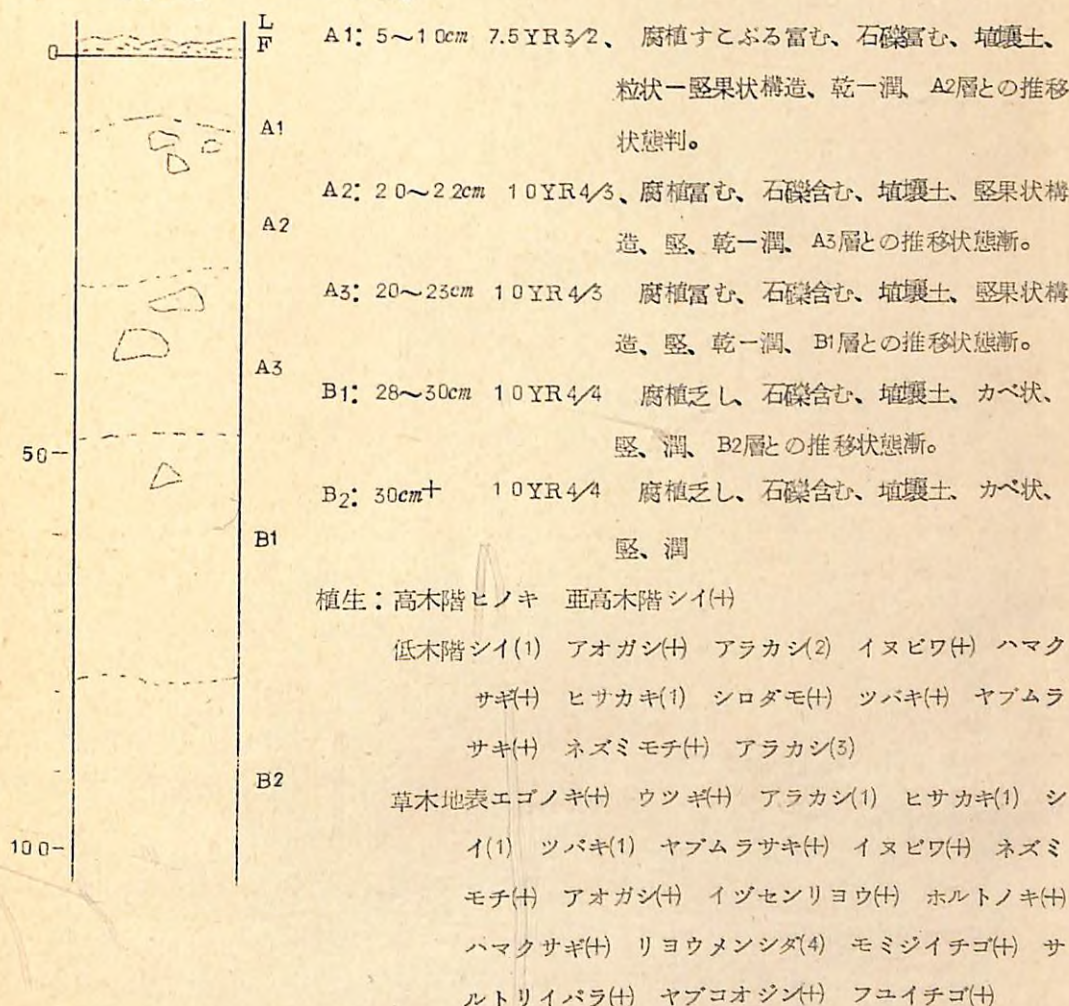 0
L
F
A1
A2
A3
50
B1
B2
100
A1: 5～10cm 7.5YR3/2、 腐植すこぶる富む、石礫富む、埴壌土、
粒状－堅果状構造、乾－潤、A2層との推移
状態判。
A2: 20～22cm 10YR4/3、腐植富む、石礫含む、埴壌土、堅果状構
造、堅、乾－潤、A3層との推移状態漸。
A3: 20～23cm 10YR4/3 腐植富む、石礫含む、埴壌土、堅果状構
造、堅、乾－潤、B1層との推移状態漸。
B1: 28～30cm 10YR4/4 腐植乏し、石礫含む、埴壌土、カベ状、
堅、潤、B2層との推移状態漸。
B2: 30cm+ 10YR4/4 腐植乏し、石礫含む、埴壌土、カベ状、
堅、潤
植生：高木階ヒノキ 亜高木階シイ(+)
低木階シイ(1) アオガシ(+) アラカシ(2) イヌビワ(+) ハマク
サギ(+) ヒサカキ(1) シロダモ(+) ツバキ(+) ヤブムラ
サキ(+) ネズミモチ(+) アラカシ(3)
草木地表エゴノキ(+) ウツギ(+) アラカシ(1) ヒサカキ(1) シ
イ(1) ツバキ(1) ヤブムラサキ(+) イヌビワ(+) ネズミ
モチ(+) アオガシ(+) イヅセンリヨウ(+) ホルトノキ(+)
ハマクサギ(+) リヨウメンシダ(4) モミジイチゴ(+) サ
ルトリイバラ(+) ヤブコオジン(+) フユイチゴ(+)